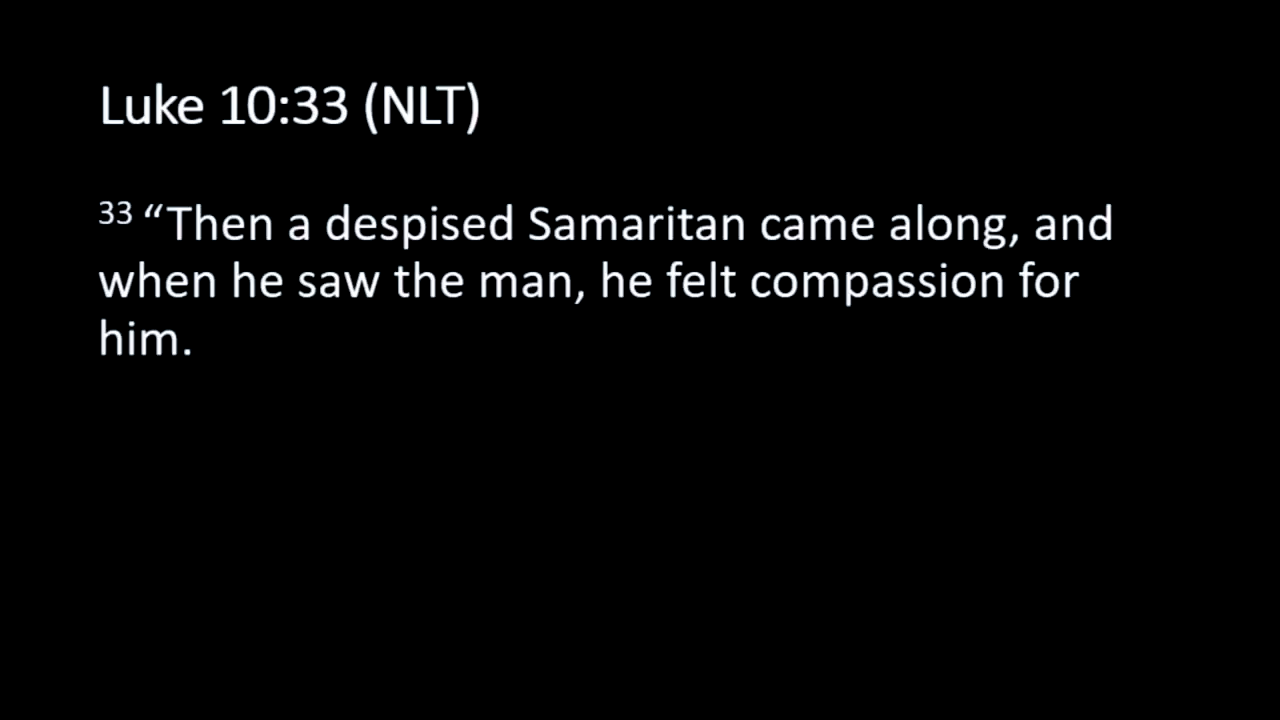 Luke 10:33 (NLT)
33 “Then a despised Samaritan came along, and
when he saw the man, he felt compassion for
him.